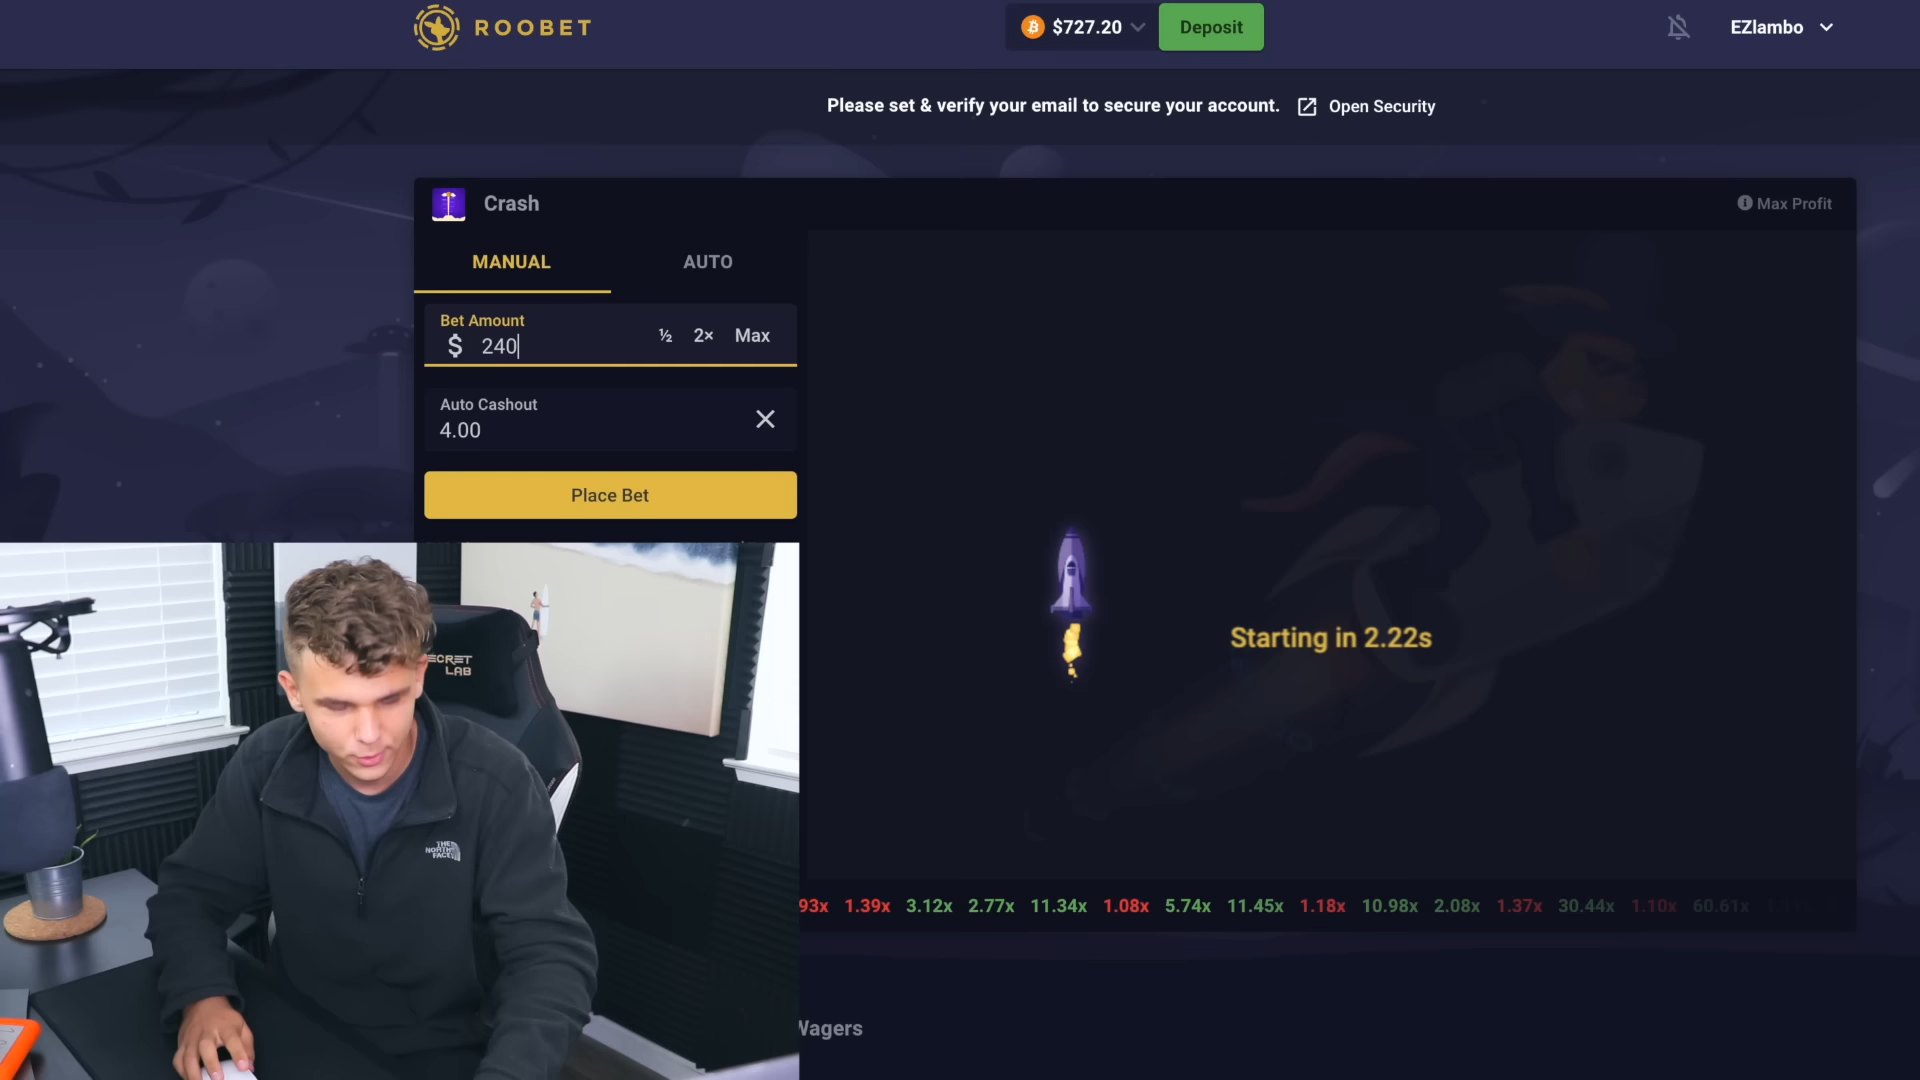 ROOBET
$727.20
Deposit
EZlambo
Please set & verify your email to secure your account.
Open Security
Crash
Max Profit
MANUAL
AUTO
Bet Amount
$ 240
½ 2× Max
Auto Cashout
4.00
Place Bet
Starting in 2.22s
93x 1.39x 3.12x 2.77x 11.34x 1.08x 5.74x 11.45x 1.18x 10.98x 2.08x 1.37x 30.44x 1.10x 60.61x
Wagers
SECRET
LAB
THE
NORTH
FACE